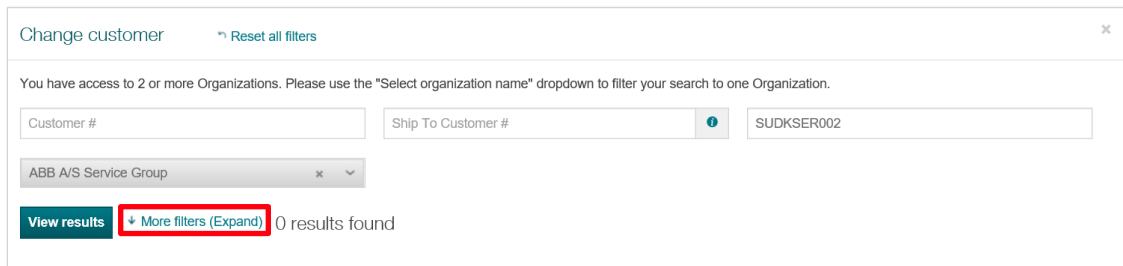 Change customer
Reset all filters
×
You have access to 2 or more Organizations. Please use the "Select organization name" dropdown to filter your search to one Organization.
Customer #
Ship To Customer #
SUDKSER002
ABB A/S Service Group
View results
More filters (Expand)
0 results found